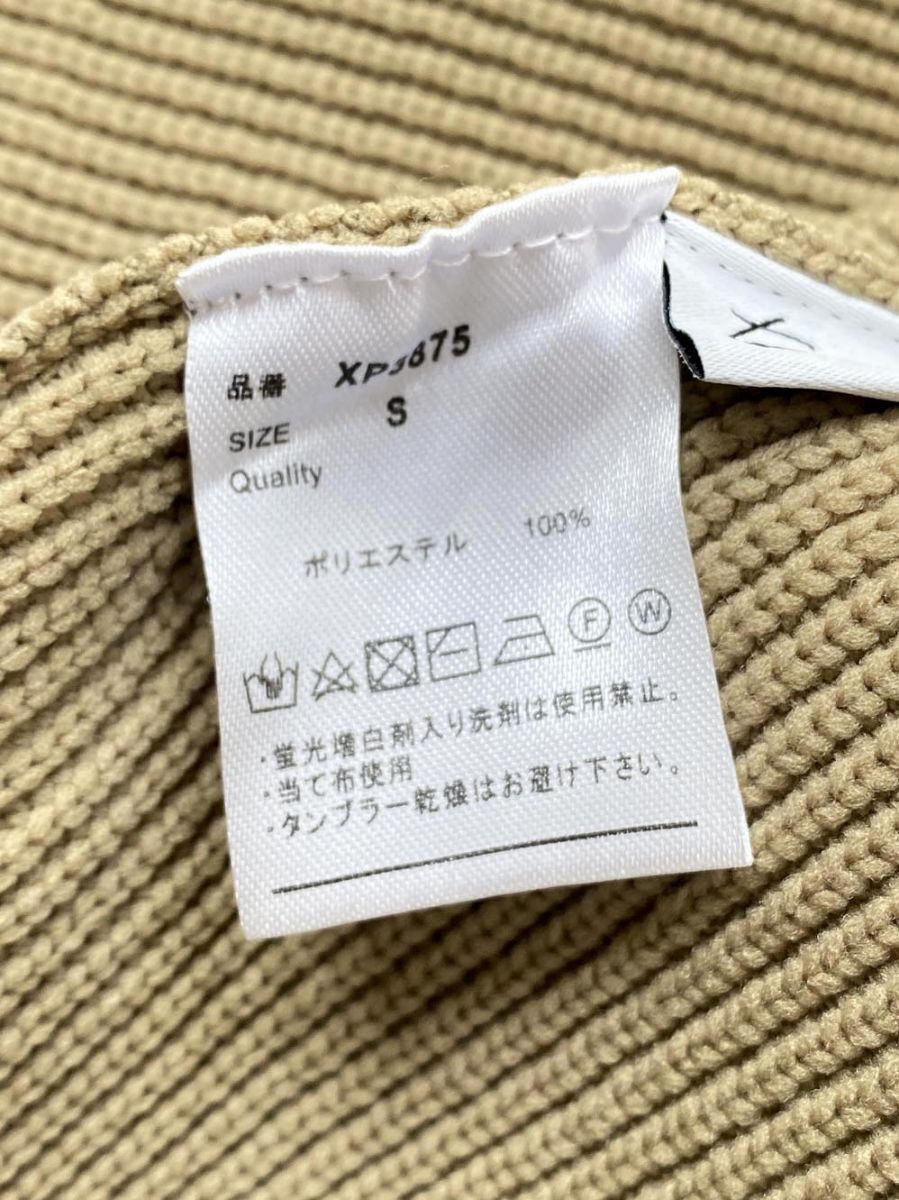 品番
SIZE S
Quality
ポリエステル 100%
F W
・蛍光増白剤入り洗剤は使用禁止。
・当て布使用
・タンブラー乾燥はお避け下さい。
X